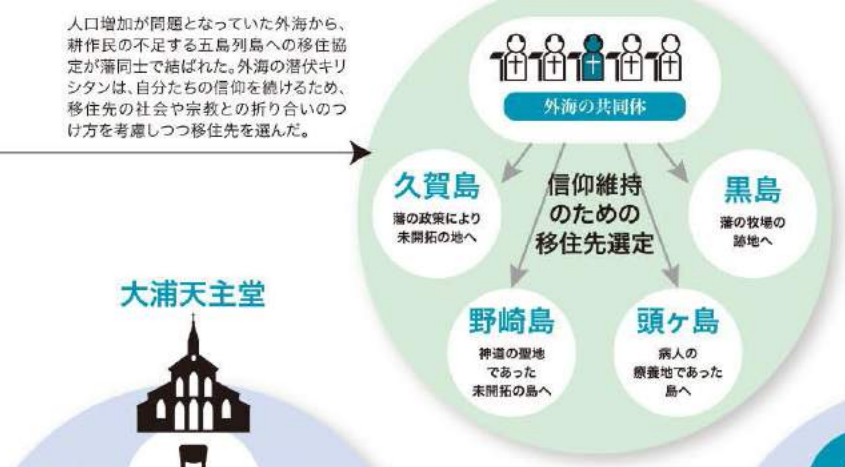 人口増加が問題となっていた外海から、
耕作民の不足する五島列島への移住協
定が藩同士で結ばれた。外海の潜伏キリ
シタンは、自分たちの信仰を続けるため、
移住先の社会や宗教との折り合いのつ
け方を考慮しつつ移住先を選んだ。
外海の共同体
久賀島
藩の政策により
未開拓の地へ
信仰維持
のための
移住先選定
黒島
藩の牧場の
跡地へ
野崎島
神道の聖地
であった
未開拓の島へ
頭ヶ島
病人の
療養地であった
島へ
大浦天主堂